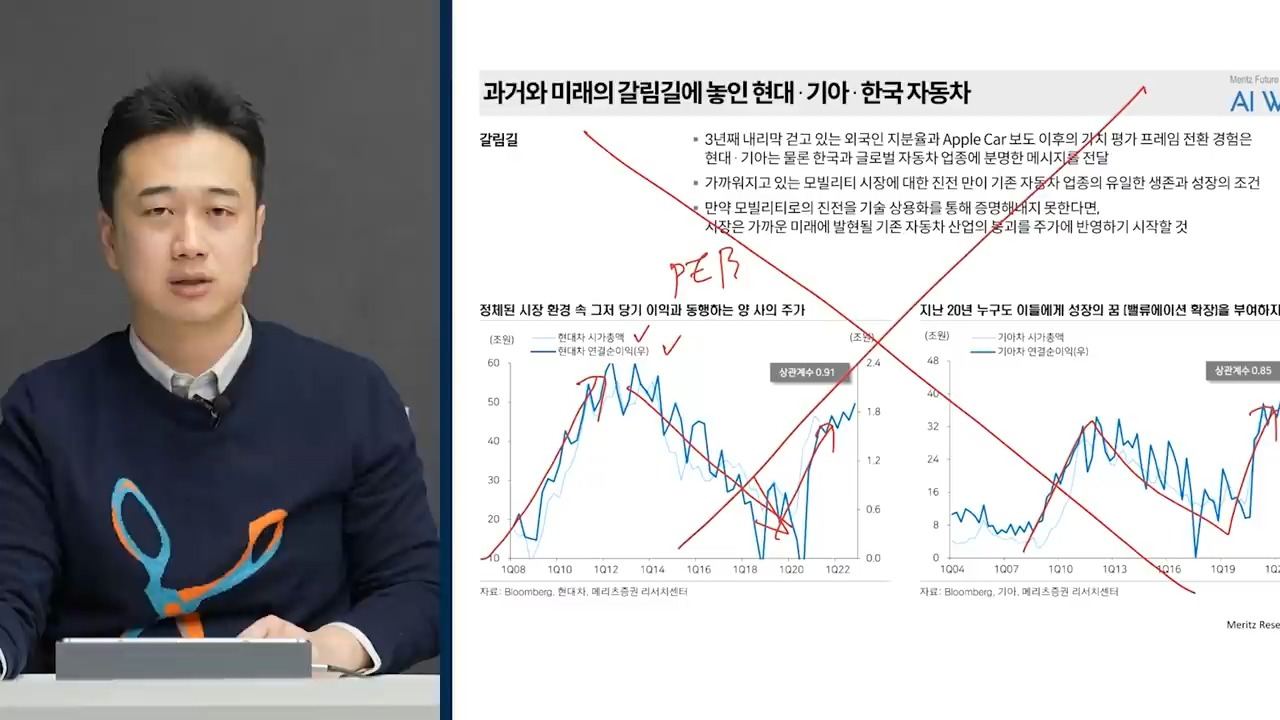 과거와 미래의 갈림길에 놓인 현대·기아·한국 자동차
Meritz Future
AI W
갈림길
▪ 3년째 내리막 걷고 있는 외국인 지분율과 Apple Car 보도 이후의 가치 평가 프레임 전환 경험은
현대·기아는 물론 한국과 글로벌 자동차 업종에 분명한 메시지를 전달
▪ 가까워지고 있는 모빌리티 시장에 대한 진전 만이 기존 자동차 업종의 유일한 생존과 성장의 조건
▪ 만약 모빌리티로의 진전을 기술 상용화를 통해 증명해내지 못한다면,
시장은 가까운 미래에 발현될 기존 자동차 산업의 붕괴를 주가에 반영하기 시작할 것
정체된 시장 환경 속 그저 당기 이익과 동행하는 양 사의 주가
(조원)
현대차 시가총액
현대차 연결순이익(우)
(조원)
상관계수 0.91
60
50
40
30
20
10
2.4
1.8
1.2
0.6
0.0
1Q08 1Q10 1Q12 1Q14 1Q16 1Q18 1Q20 1Q22
자료: Bloomberg, 현대차, 메리츠증권 리서치센터
지난 20년 누구도 이들에게 성장의 꿈 (밸류에이션 확장)을 부여하지
(조원)
기아차 시가총액
기아차 연결순이익(우)
상관계수 0.85
48
40
32
24
16
8
0
1Q04 1Q07 1Q10 1Q13 1Q16 1Q19 1Q2
자료: Bloomberg, 기아, 메리츠증권 리서치센터
Meritz Rese